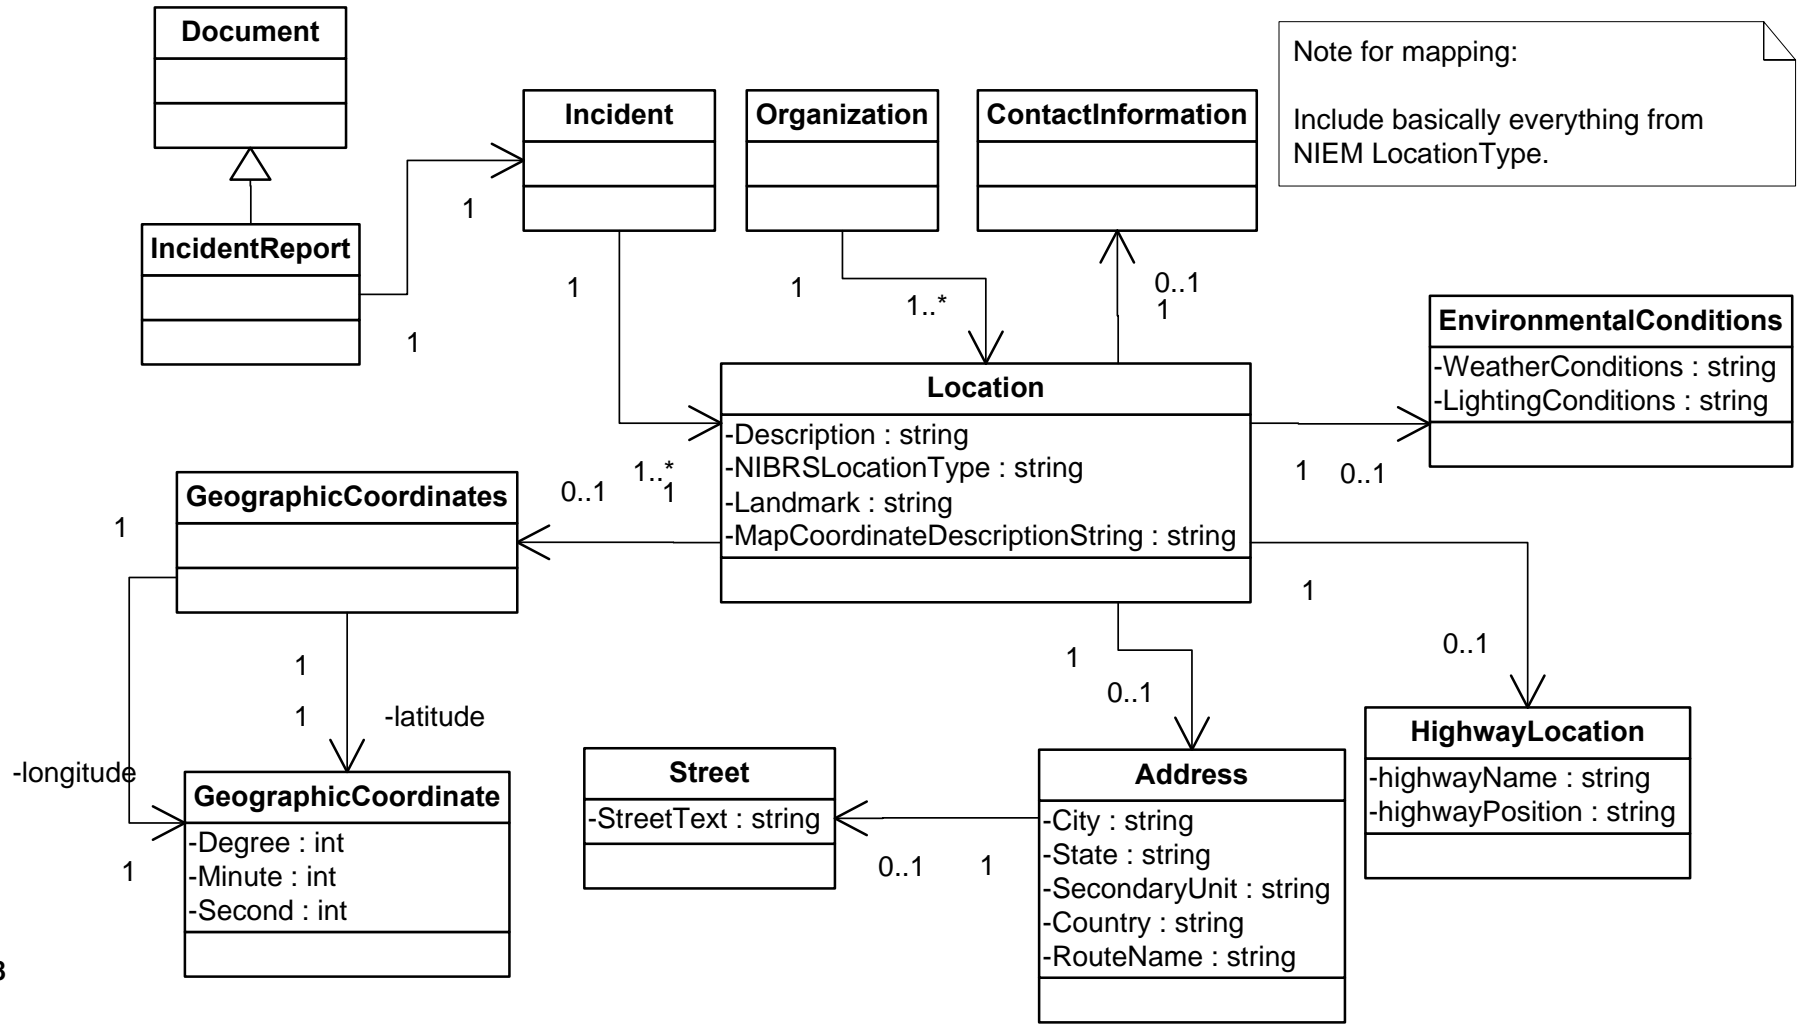 Document
Note for mapping:
Include basically everything from
NIEM LocationType.
Incident
Organization
ContactInformation
1
IncidentReport
1
1
1
1..*
0..1
1
EnvironmentalConditions
-WeatherConditions : string
-LightingConditions : string
Location
-Description : string
-NIBRSLocationType : string
-Landmark : string
-MapCoordinateDescriptionString : string
1..*
1
0..1
1
0..1
GeographicCoordinates
1
1
1
-latitude
-longitude
1
GeographicCoordinate
-Degree : int
-Minute : int
-Second : int
1
0..1
1
0..1
Street
-StreetText : string
0..1
1
Address
-City : string
-State : string
-SecondaryUnit : string
-Country : string
-RouteName : string
HighwayLocation
-highwayName : string
-highwayPosition : string